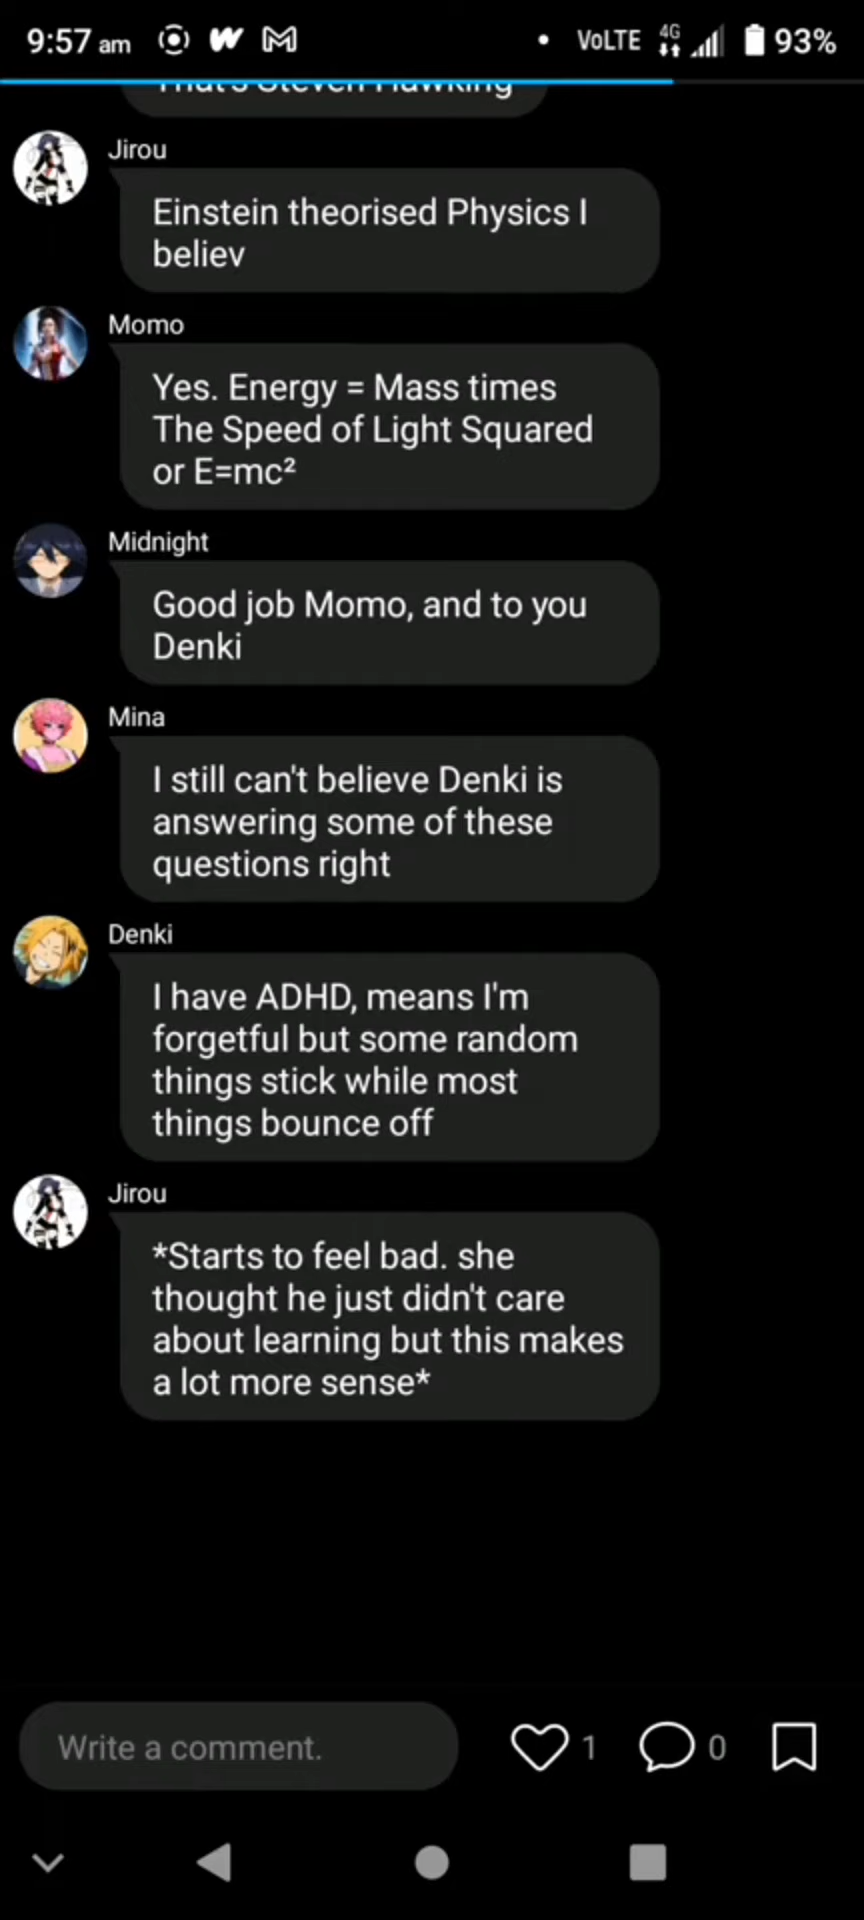 9:57 am
VoLTE 4G 93%
That's Steven Hawking
Jirou
Einstein theorised Physics I
believ
Momo
Yes. Energy = Mass times
The Speed of Light Squared
or E=mc²
Midnight
Good job Momo, and to you
Denki
Mina
I still can't believe Denki is
answering some of these
questions right
Denki
I have ADHD, means I'm
forgetful but some random
things stick while most
things bounce off
Jirou
*Starts to feel bad. she
thought he just didn't care
about learning but this makes
a lot more sense*
Write a comment.
1
0